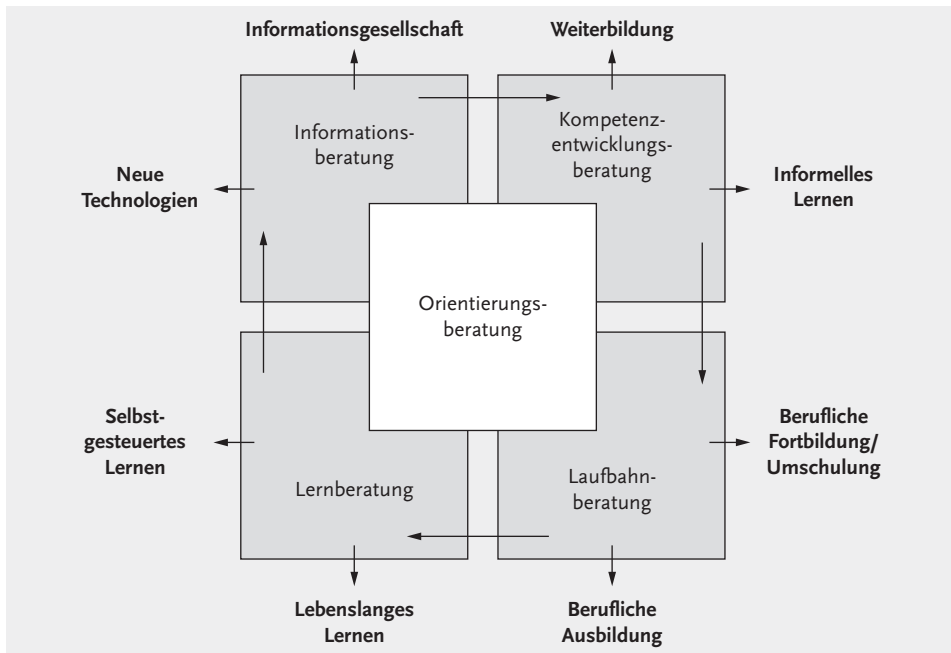 Informationsgesellschaft
Weiterbildung
Informations-
beratung
Kompetenz-
entwicklungs-
beratung
Neue
Technologien
Informelles
Lernen
Orientierungs-
beratung
Selbst-
gesteuertes
Lernen
Berufliche
Fortbildung/
Umschulung
Lernberatung
Laufbahn-
beratung
Lebenslanges
Lernen
Berufliche
Ausbildung